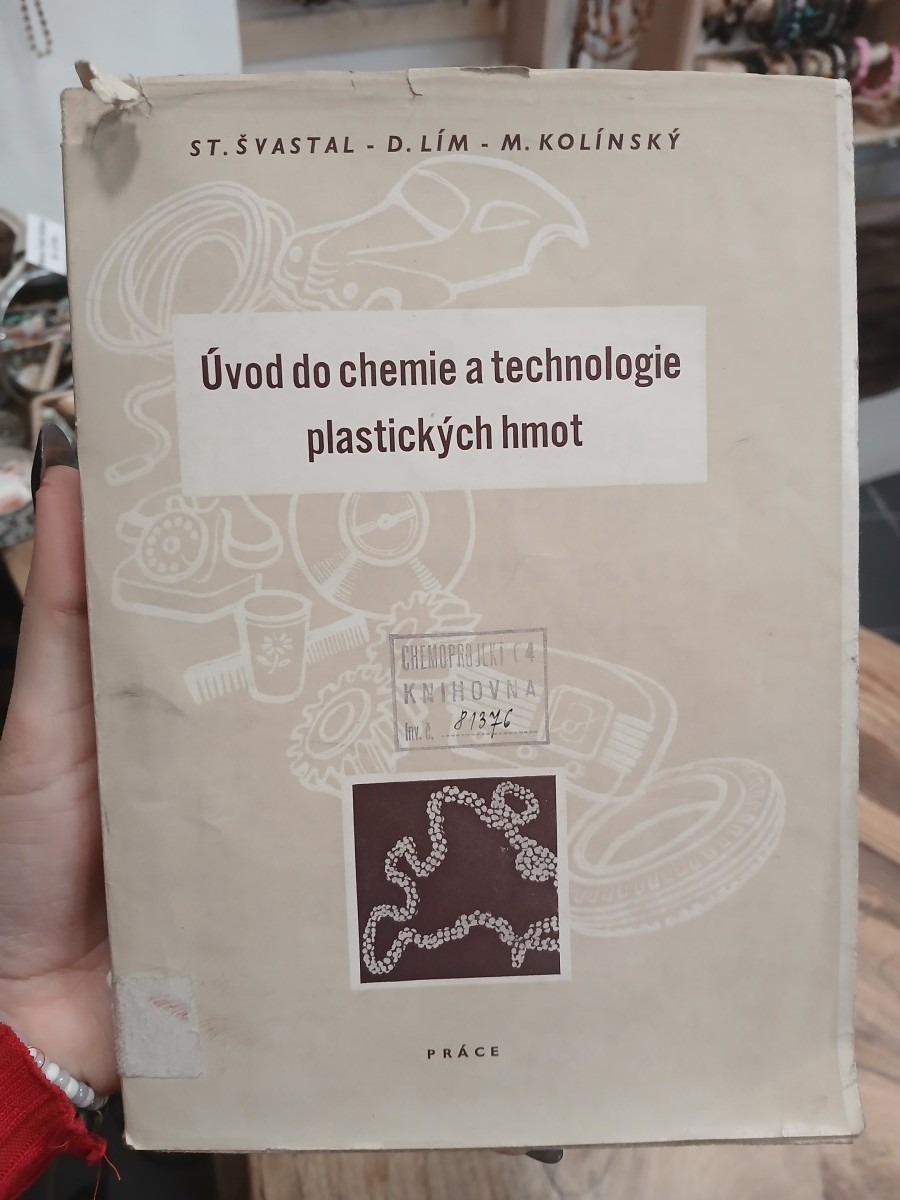 ST. ŠVASTAL - D. LÍM - M. KOLÍNSKÝ
Úvod do chemie a technologie
plastických hmot
CHEMOPROJEKT Č 4
KNIHOVNA
Inv. č. 81376
PRÁCE